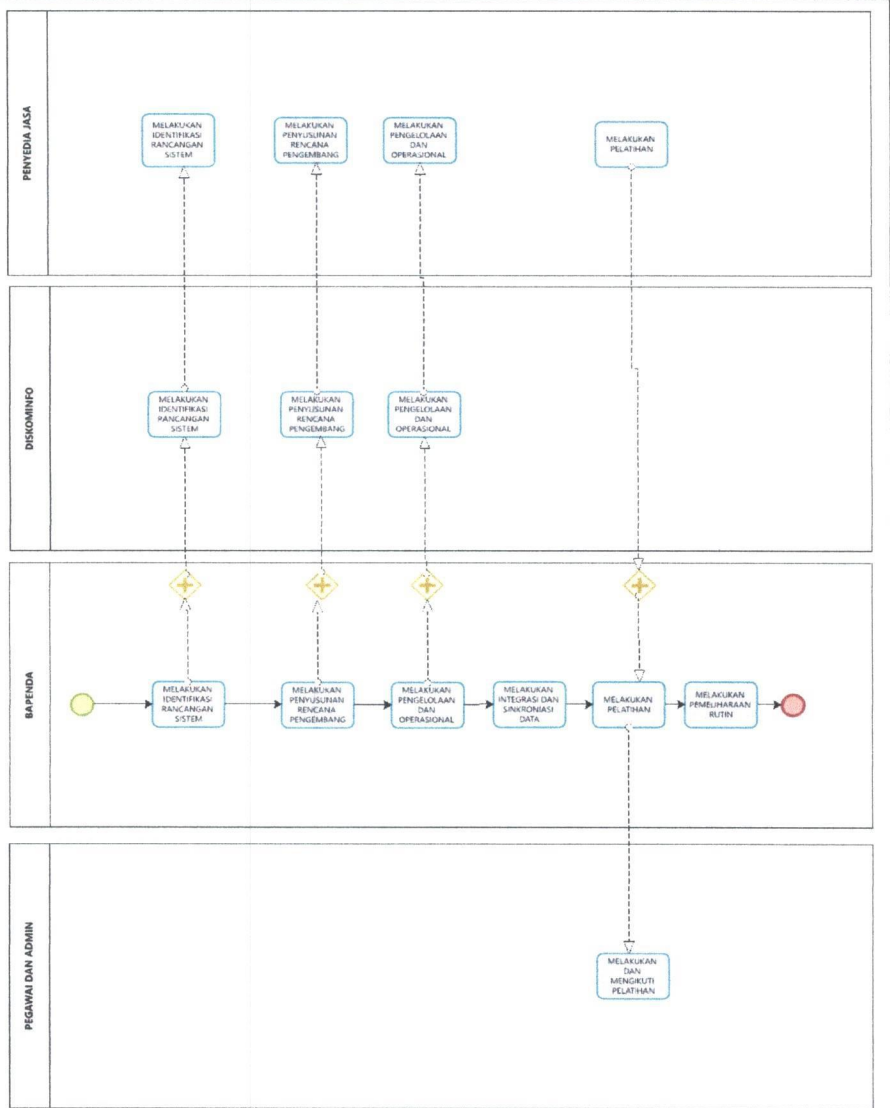 PENYEDIA JASA
MELAKUKAN
IDENTIFIKASI
RANCANGAN
SISTEM
MELAKUKAN
PENYUSUNAN
RENCANA
PENGEMBANG
MELAKUKAN
PENGELOLAAN
DAN
OPERASIONAL
MELAKUKAN
PELATIHAN
DISKOMINFO
MELAKUKAN
IDENTIFIKASI
RANCANGAN
SISTEM
MELAKUKAN
PENYUSUNAN
RENCANA
PENGEMBANG
MELAKUKAN
PENGELOLAAN
DAN
OPERASIONAL
BAPENDA
MELAKUKAN
IDENTIFIKASI
RANCANGAN
SISTEM
MELAKUKAN
PENYUSUNAN
RENCANA
PENGEMBANG
MELAKUKAN
PENGELOLAAN
DAN
OPERASIONAL
MELAKUKAN
INTEGRASI DAN
SINKRONIASI
DATA
MELAKUKAN
PELATIHAN
MELAKUKAN
PEMELIHARAAN
RUTIN
PEGAWAI DAN ADMIN
MELAKUKAN
DAN
MENGIKUTI
PELATIHAN